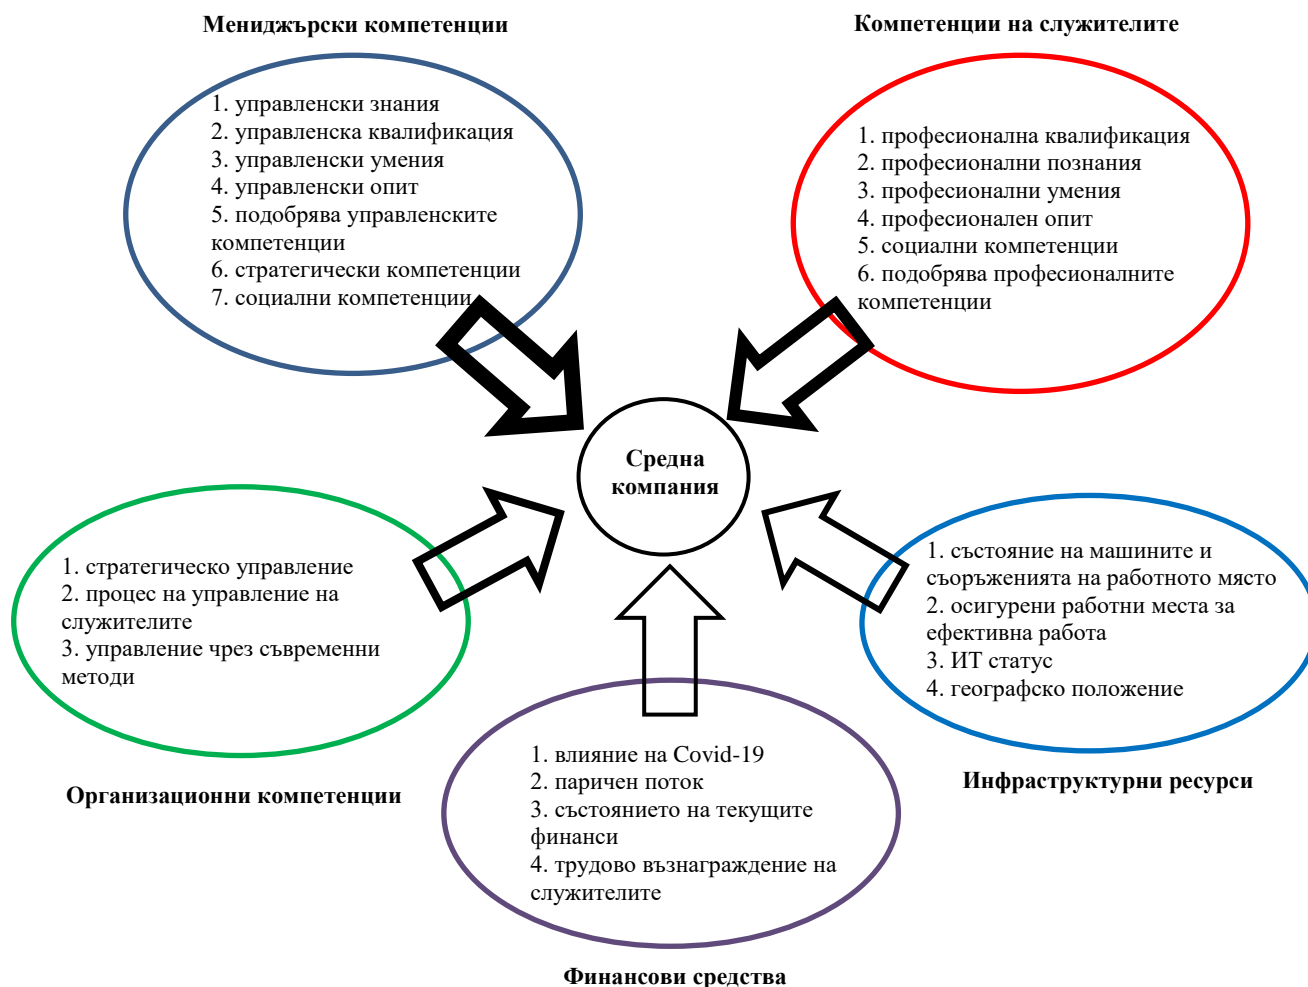 Мениджърски компетенции
1. управленски знания
2. управленска квалификация
3. управленски умения
4. управленски опит
5. подобрява управленските
компетенции
6. стратегически компетенции
7. социални компетенции
Компетенции на служителите
1. професионална квалификация
2. професионални познания
3. професионални умения
4. професионален опит
5. социални компетенции
6. подобрява професионалните
компетенции
Средна
компания
1. стратегическо управление
2. процес на управление на
служителите
3. управление чрез съвременни
методи
Организационни компетенции
1. състояние на машините и
съоръженията на работното място
2. осигурени работни места за
ефективна работа
3. ИТ статус
4. географско положение
Инфраструктурни ресурси
1. влияние на Covid-19
2. паричен поток
3. състоянието на текущите
финанси
4. трудово възнаграждение на
служителите
Финансови средства